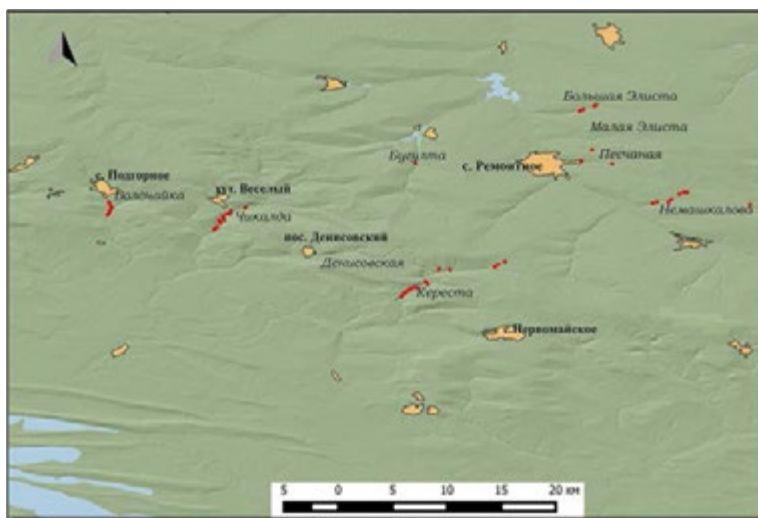 Большая Элиста
Малая Элиста
Бугулта
с. Ремонтное
Песчаная
с. Подгорное
Волочайка
хут. Веселый
Чикалда
Немашкалова
пос. Денисовский
Денисовская
Кереста
с.Первомайское
5 0 5 10 15 20 км